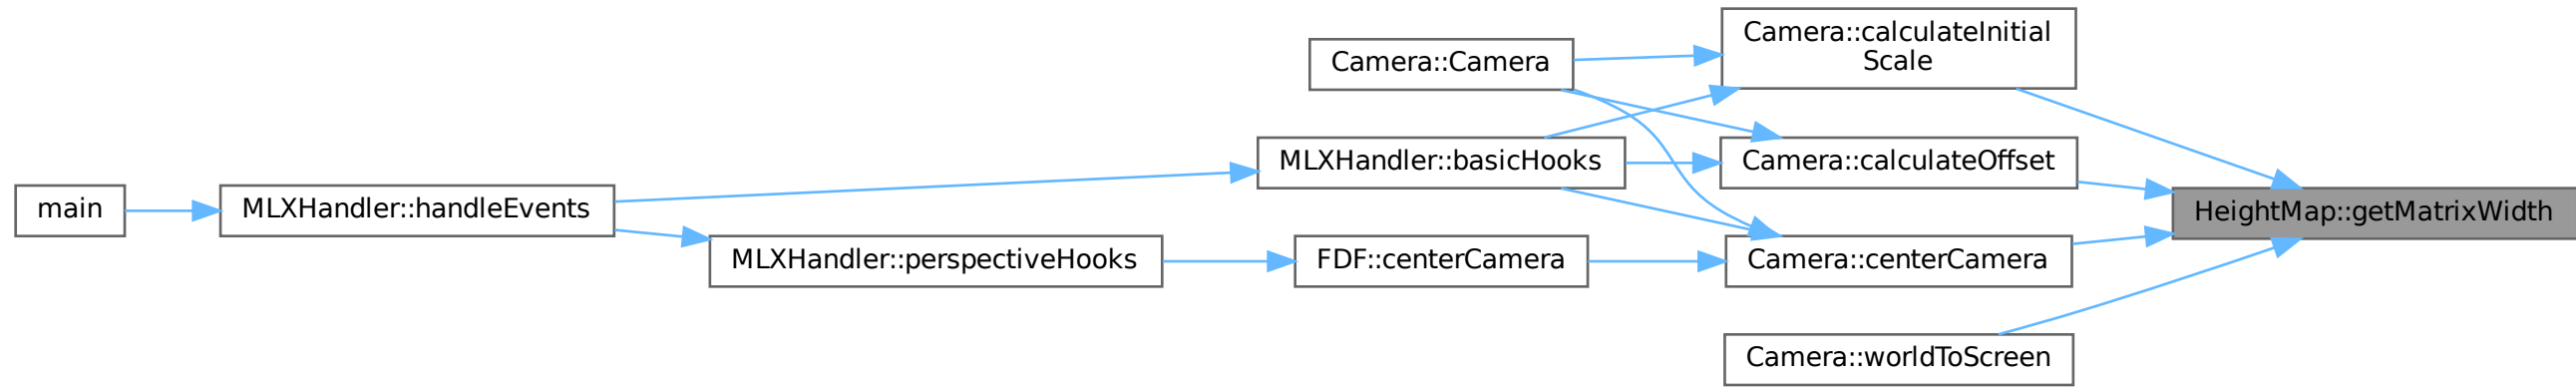 main
MLXHandler::handleEvents
MLXHandler::perspectiveHooks
Camera::Camera
MLXHandler::basicHooks
FDF::centerCamera
Camera::calculateInitial
Scale
Camera::calculateOffset
Camera::centerCamera
Camera::worldToScreen
HeightMap::getMatrixWidth